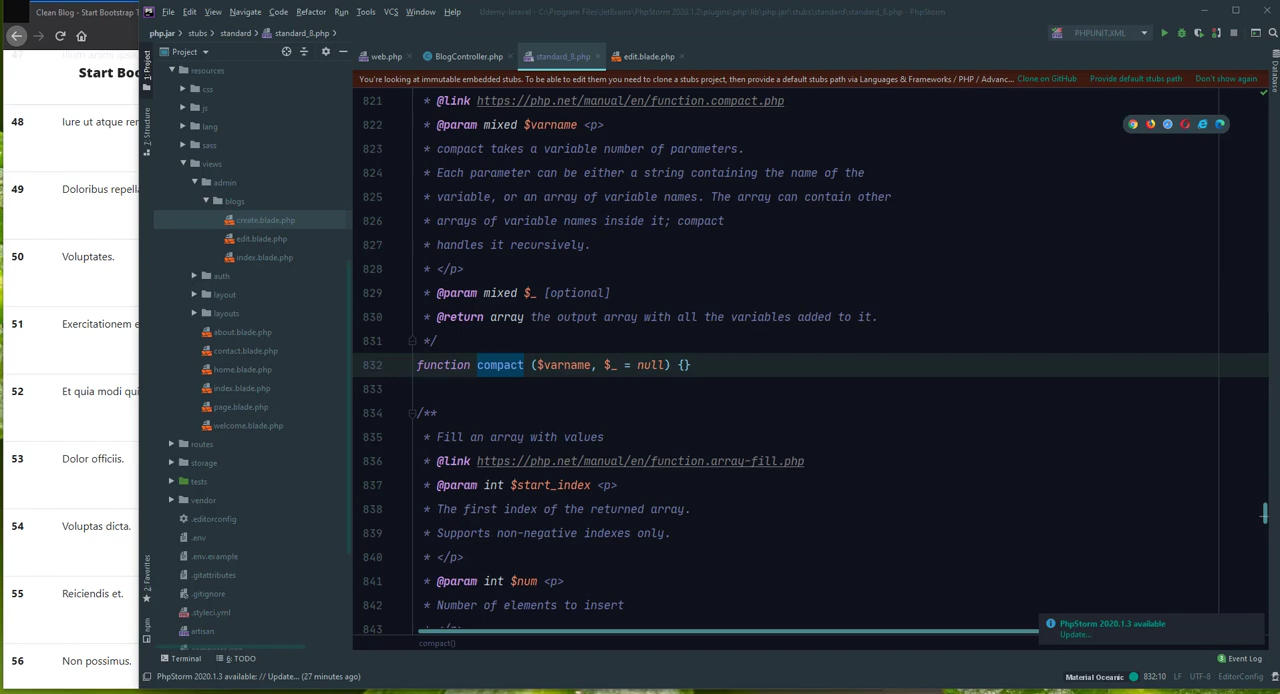 Clean Blog - Start Bootstrap T
File Edit View Navigate Code Refactor Run Tools VCS Window Help
Udemy-laravel - C:\Program Files\JetBrains\PhpStorm 2020.1.2\plugins\php\lib\php.jar!\stubs\standard\standard_8.php - PhpStorm
php.jar stubs standard standard_8.php
PHPUNIT.XML
Project
web.php BlogController.php standard_8.php edit.blade.php
You're looking at immutable embedded stubs. To be able to edit them you need to clone a stubs project, then provide a default stubs path via Languages & Frameworks / PHP / Advanc... Clone on GitHub Provide default stubs path Don't show again
Start Boo
48 Iure ut atque rer
49 Doloribus repella
50 Voluptates.
51 Exercitationem e
52 Et quia modi qui
53 Dolor officiis.
54 Voluptas dicta.
55 Reiciendis et.
56 Non possimus.
1: Project
7: Structure
2: Favorites
npm
Database
resources
css
js
lang
sass
views
admin
blogs
create.blade.php
edit.blade.php
index.blade.php
auth
layout
layouts
about.blade.php
contact.blade.php
home.blade.php
index.blade.php
page.blade.php
welcome.blade.php
routes
storage
tests
vendor
.editorconfig
.env
.env.example
.gitattributes
.gitignore
.styleci.yml
artisan
821 * @link https://php.net/manual/en/function.compact.php
822 * @param mixed $varname <p>
823 * compact takes a variable number of parameters.
824 * Each parameter can be either a string containing the name of the
825 * variable, or an array of variable names. The array can contain other
826 * arrays of variable names inside it; compact
827 * handles it recursively.
828 * </p>
829 * @param mixed $_ [optional]
830 * @return array the output array with all the variables added to it.
831 */
832 function compact ($varname, $_ = null) {}
833
834 /**
835 * Fill an array with values
836 * @link https://php.net/manual/en/function.array-fill.php
837 * @param int $start_index <p>
838 * The first index of the returned array.
839 * Supports non-negative indexes only.
840 * </p>
841 * @param int $num <p>
842 * Number of elements to insert
843
compact()
PhpStorm 2020.1.3 available
Update...
Terminal 6: TODO
3 Event Log
PhpStorm 2020.1.3 available: // Update... (27 minutes ago)
Material Oceanic 832:10 LF UTF-8 EditorConfig